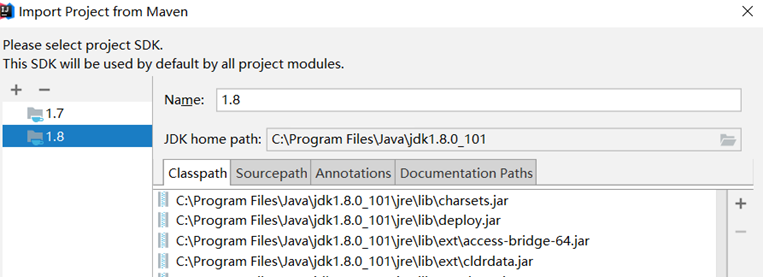 Import Project from Maven
Please select project SDK.
This SDK will be used by default by all project modules.
1.7
1.8
Name: 1.8
JDK home path: C:\Program Files\Java\jdk1.8.0_101
Classpath Sourcepath Annotations Documentation Paths
C:\Program Files\Java\jdk1.8.0_101\jre\lib\charsets.jar
C:\Program Files\Java\jdk1.8.0_101\jre\lib\deploy.jar
C:\Program Files\Java\jdk1.8.0_101\jre\lib\ext\access-bridge-64.jar
C:\Program Files\Java\jdk1.8.0_101\jre\lib\ext\cldrdata.jar